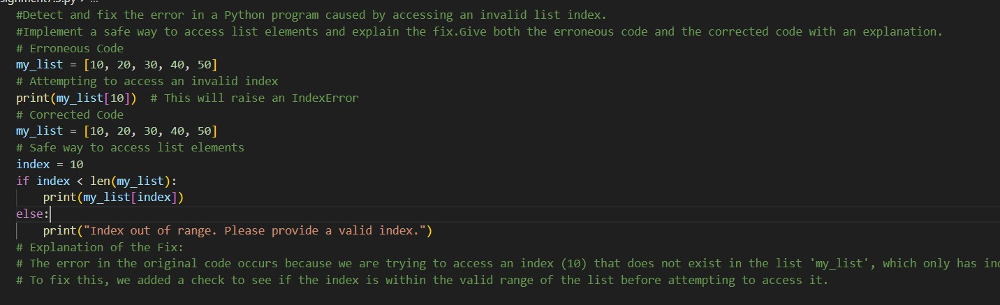 signment7.5.py > ...
#Detect and fix the error in a Python program caused by accessing an invalid list index.
#Implement a safe way to access list elements and explain the fix.Give both the erroneous code and the corrected code with an explanation.
# Erroneous Code
my_list = [10, 20, 30, 40, 50]
# Attempting to access an invalid index
print(my_list[10])  # This will raise an IndexError
# Corrected Code
my_list = [10, 20, 30, 40, 50]
# Safe way to access list elements
index = 10
if index < len(my_list):
    print(my_list[index])
else:
    print("Index out of range. Please provide a valid index.")
# Explanation of the Fix:
# The error in the original code occurs because we are trying to access an index (10) that does not exist in the list 'my_list', which only has
# To fix this, we added a check to see if the index is within the valid range of the list before attempting to access it.